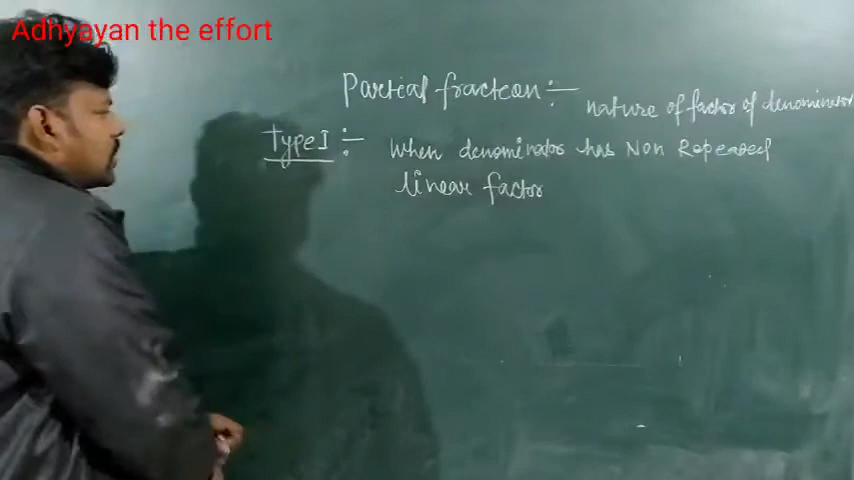 Adhyayan the effort
Partial fraction :-
nature of factor of denominator
Type I :- When denominator has Non Repeated
linear factor